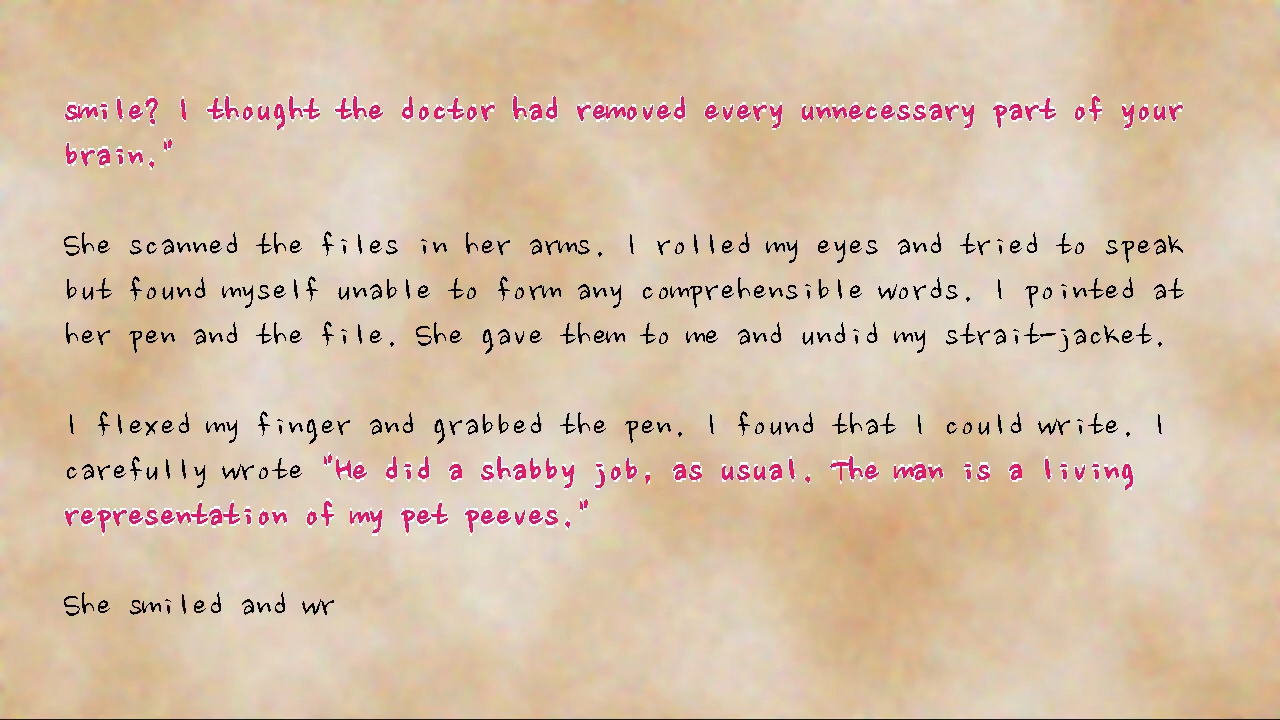 smile? I thought the doctor had removed every unnecessary part of your
brain."
She scanned the files in her arms. I rolled my eyes and tried to speak
but found myself unable to form any comprehensible words. I pointed at
her pen and the file. She gave them to me and undid my strait-jacket.
I flexed my finger and grabbed the pen. I found that I could write. I
carefully wrote "He did a shabby job, as usual. The man is a living
representation of my pet peeves."
She smiled and wr